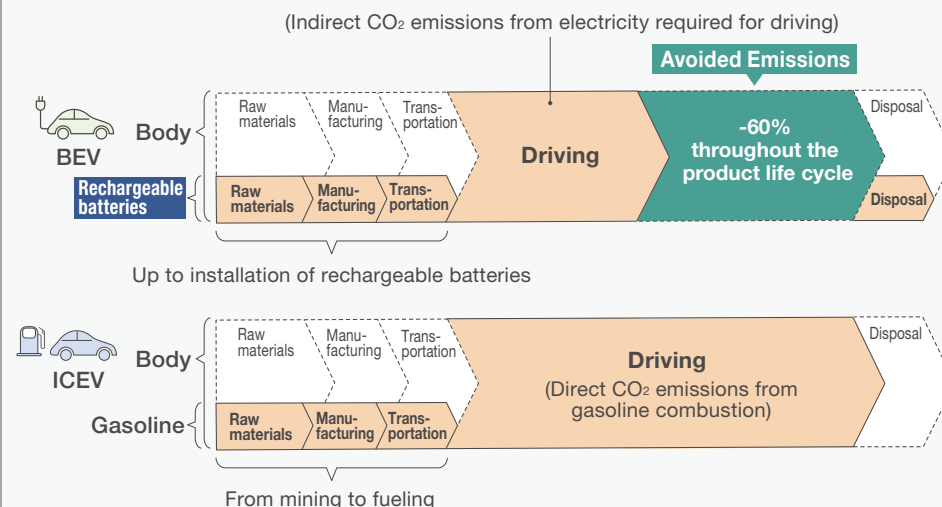 (Indirect CO₂ emissions from electricity required for driving)
Avoided Emissions
BEV
Body
Raw
materials
Manu-
facturing
Trans-
portation
Driving
-60%
throughout the
product life cycle
Disposal
Rechargeable
batteries
Raw
materials
Manu-
facturing
Trans-
portation
Disposal
Up to installation of rechargeable batteries
ICEV
Body
Raw
materials
Manu-
facturing
Trans-
portation
Driving
(Direct CO₂ emissions from
gasoline combustion)
Disposal
Gasoline
Raw
materials
Manu-
facturing
Trans-
portation
From mining to fueling